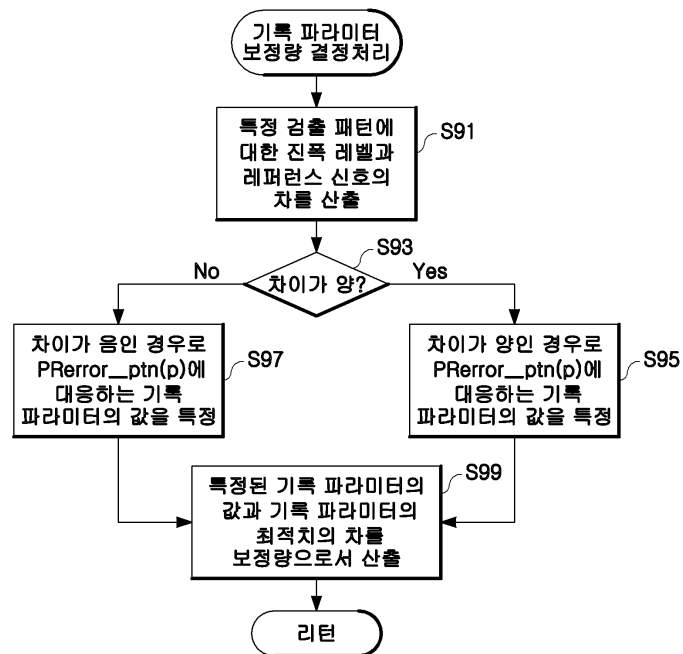 기록 파라미터
보정량 결정처리
특정 검출 패턴에
대한 진폭 레벨과
레퍼런스 신호의
차를 산출
S91
차이가 양?
S93
No
Yes
차이가 음인 경우로
PRerror__ptn(p)에
대응하는 기록
파라미터의 값을 특정
S97
차이가 양인 경우로
PRerror__ptn(p)에
대응하는 기록
파라미터의 값을 특정
S95
특정된 기록 파라미터의
값과 기록 파라미터의
최적치의 차를
보정량으로서 산출
S99
리턴